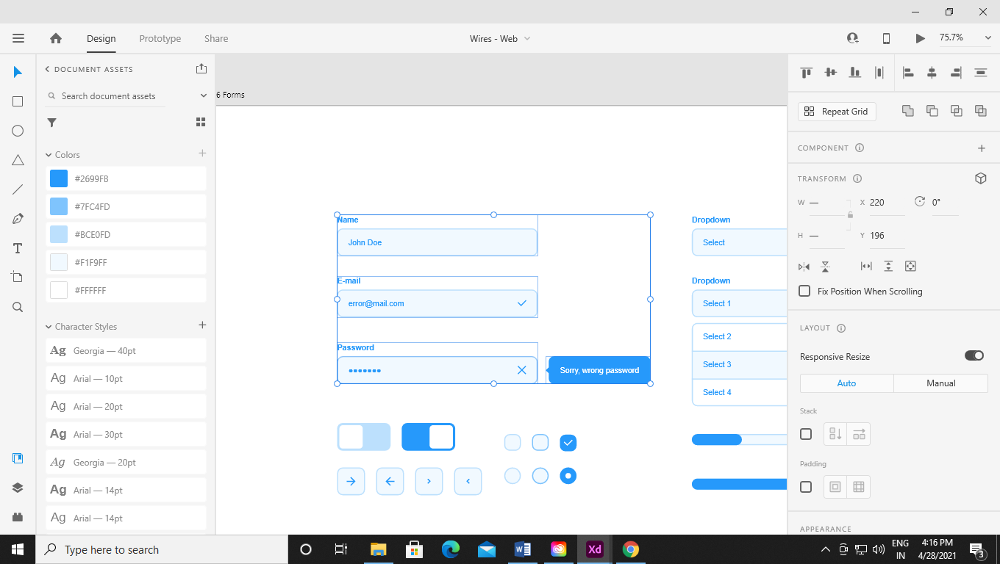 Design
Prototype
Share
Wires - Web
75.7%
DOCUMENT ASSETS
Search document assets
Colors
#2699FB
#7FC4FD
#BCE0FD
#F1F9FF
#FFFFFF
Character Styles
Ag Georgia — 40pt
Ag Arial — 10pt
Ag Arial — 20pt
Ag Arial — 30pt
Ag Georgia — 20pt
Ag Arial — 14pt
Ag Arial — 14pt
6 Forms
Name
John Doe
E-mail
error@mail.com
Password
Sorry, wrong password
Dropdown
Select
Dropdown
Select 1
Select 2
Select 3
Select 4
Repeat Grid
COMPONENT
TRANSFORM
W —
X 220
0°
H —
Y 196
Fix Position When Scrolling
LAYOUT
Responsive Resize
Auto
Manual
Stack
Padding
APPEARANCE
Type here to search
W
Xd
ENG
IN
4:16 PM
4/28/2021
3